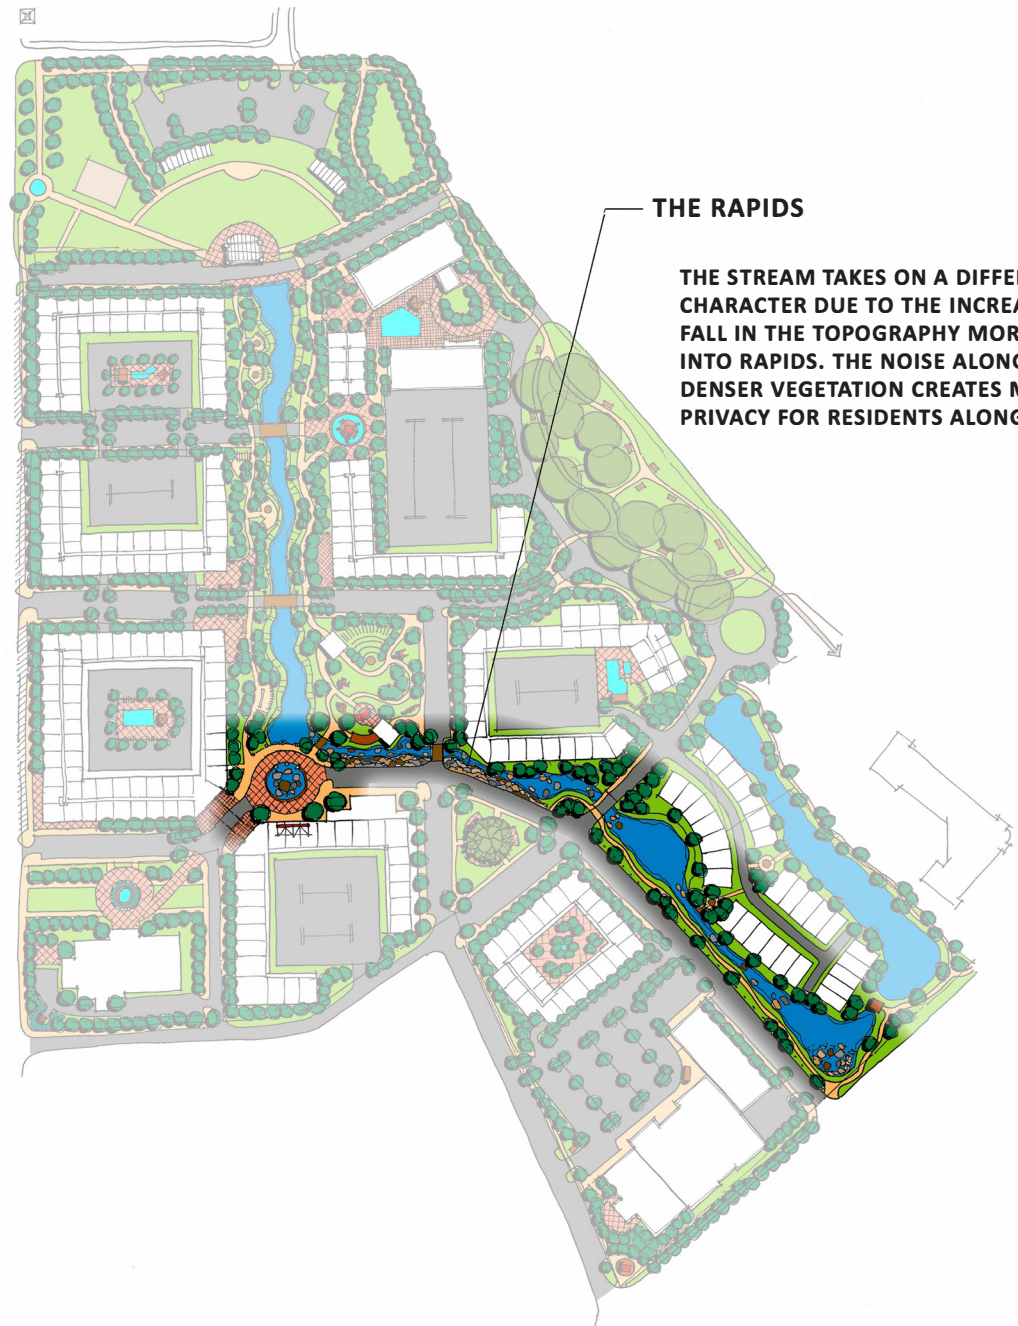 THE RAPIDS
THE STREAM TAKES ON A
CHARACTER DUE TO THE
FALL IN THE TOPOGRAPHY
INTO RAPIDS. THE NOISE
DENSER VEGETATION CREATES
PRIVACY FOR RESIDENTS